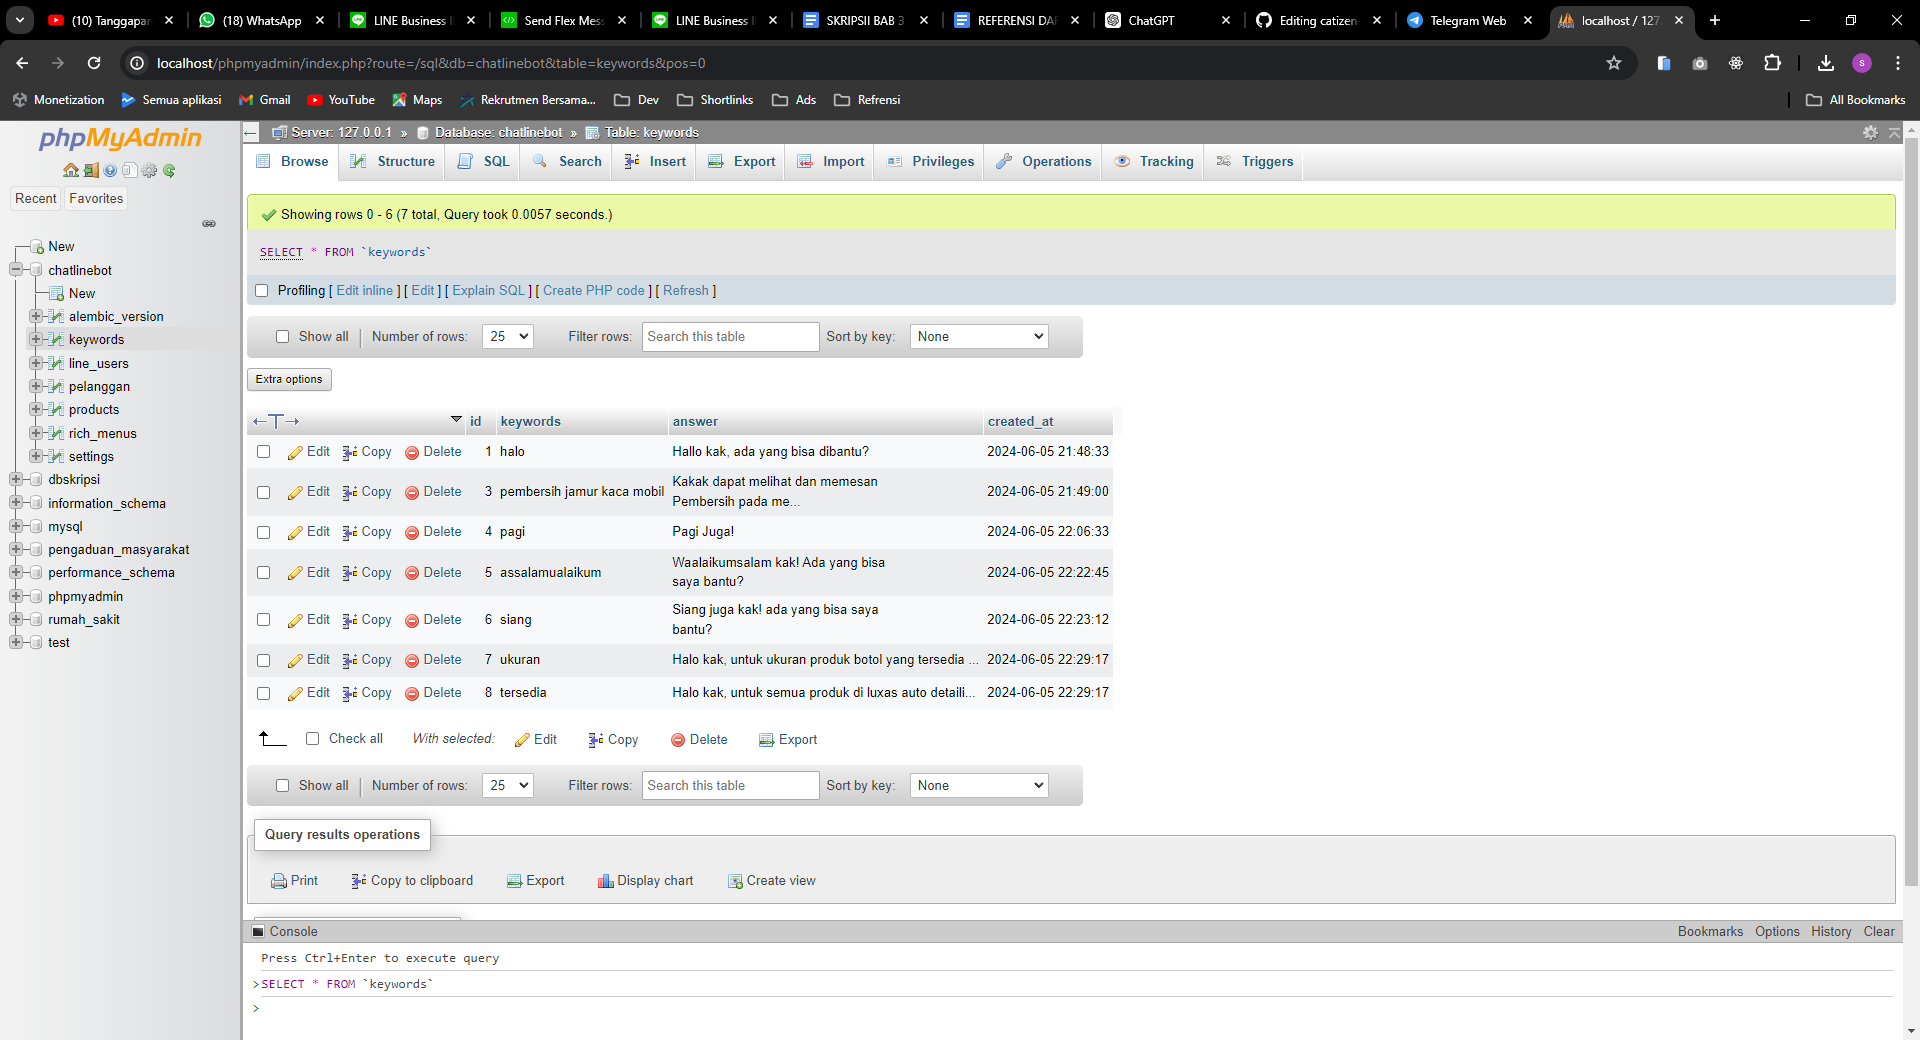 (10) Tanggapan
(18) WhatsApp
LINE Business I
Send Flex Mess
LINE Business I
SKRIPSII BAB 3
REFERENSI DAF
ChatGPT
Editing catizen
Telegram Web
localhost / 127.
localhost/phpmyadmin/index.php?route=/sql&db=chatlinebot&table=keywords&pos=0
S
Monetization
Semua aplikasi
Gmail
YouTube
Maps
Rekrutmen Bersama...
Dev
Shortlinks
Ads
Refrensi
All Bookmarks
phpMyAdmin
Recent
Favorites
New
chatlinebot
New
alembic_version
keywords
line_users
pelanggan
products
rich_menus
settings
dbskripsi
information_schema
mysql
pengaduan_masyarakat
performance_schema
phpmyadmin
rumah_sakit
test
Server: 127.0.0.1 » Database: chatlinebot » Table: keywords
Browse
Structure
SQL
Search
Insert
Export
Import
Privileges
Operations
Tracking
Triggers
Showing rows 0 - 6 (7 total, Query took 0.0057 seconds.)
SELECT * FROM `keywords`
Profiling [ Edit inline ] [ Edit ] [ Explain SQL ] [ Create PHP code ] [ Refresh ]
Show all
Number of rows: 25
Filter rows: Search this table
Sort by key: None
Extra options
id keywords answer created_at
Edit Copy Delete 1 halo Hallo kak, ada yang bisa dibantu? 2024-06-05 21:48:33
Edit Copy Delete 3 pembersih jamur kaca mobil Kakak dapat melihat dan memesan 2024-06-05 21:49:00
Pembersih pada me...
Edit Copy Delete 4 pagi Pagi Juga! 2024-06-05 22:06:33
Edit Copy Delete 5 assalamualaikum Waalaikumsalam kak! Ada yang bisa 2024-06-05 22:22:45
saya bantu?
Edit Copy Delete 6 siang Siang juga kak! ada yang bisa saya 2024-06-05 22:23:12
bantu?
Edit Copy Delete 7 ukuran Halo kak, untuk ukuran produk botol yang tersedia ... 2024-06-05 22:29:17
Edit Copy Delete 8 tersedia Halo kak, untuk semua produk di luxas auto detaili... 2024-06-05 22:29:17
Check all With selected: Edit Copy Delete Export
Show all
Number of rows: 25
Filter rows: Search this table
Sort by key: None
Query results operations
Print
Copy to clipboard
Export
Display chart
Create view
Console
Bookmarks Options History Clear
Press Ctrl+Enter to execute query
>SELECT * FROM `keywords`
>